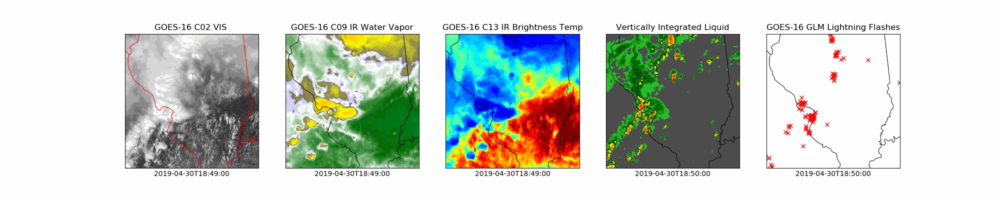 GOES-16 C02 VIS
GOES-16 C09 IR Water Vapor
GOES-16 C13 IR Brightness Temp
Vertically Integrated Liquid
GOES-16 GLM Lightning Flashes
2019-04-30T18:49:00
2019-04-30T18:49:00
2019-04-30T18:49:00
2019-04-30T18:50:00
2019-04-30T18:50:00